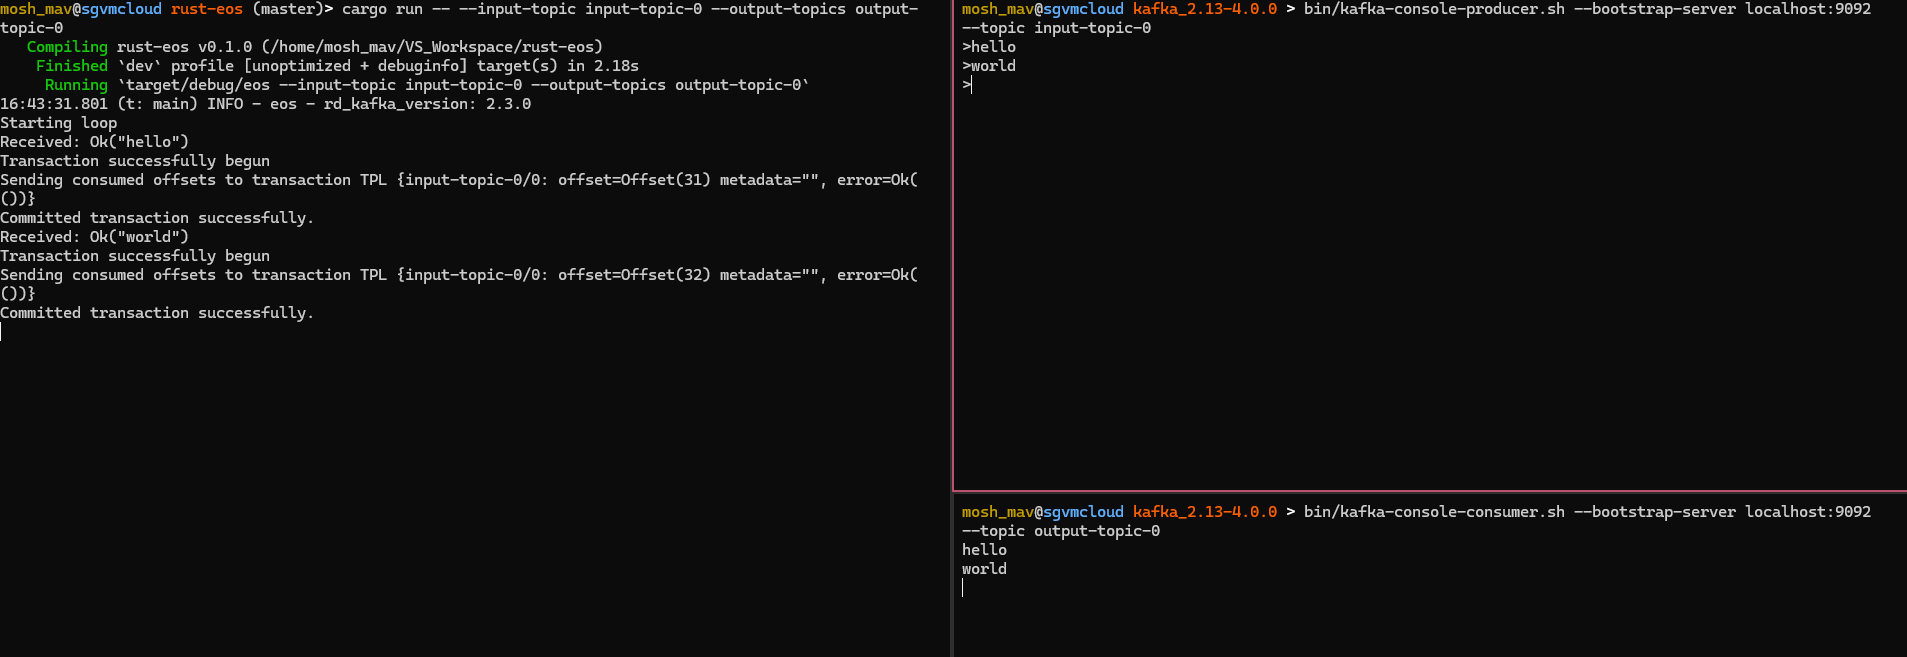 mosh_mav@sgvmcloud rust-eos (master)> cargo run -- --input-topic input-topic-0 --output-topics output-
topic-0
   Compiling rust-eos v0.1.0 (/home/mosh_mav/VS_Workspace/rust-eos)
    Finished `dev` profile [unoptimized + debuginfo] target(s) in 2.18s
     Running `target/debug/eos --input-topic input-topic-0 --output-topics output-topic-0`
16:43:31.801 (t: main) INFO - eos - rd_kafka_version: 2.3.0
Starting loop
Received: Ok("hello")
Transaction successfully begun
Sending consumed offsets to transaction TPL {input-topic-0/0: offset=Offset(31) metadata="", error=Ok(
())}
Committed transaction successfully.
Received: Ok("world")
Transaction successfully begun
Sending consumed offsets to transaction TPL {input-topic-0/0: offset=Offset(32) metadata="", error=Ok(
())}
Committed transaction successfully.
mosh_mav@sgvmcloud kafka_2.13-4.0.0 > bin/kafka-console-producer.sh --bootstrap-server localhost:9092
--topic input-topic-0
>hello
>world
>
mosh_mav@sgvmcloud kafka_2.13-4.0.0 > bin/kafka-console-consumer.sh --bootstrap-server localhost:9092
--topic output-topic-0
hello
world